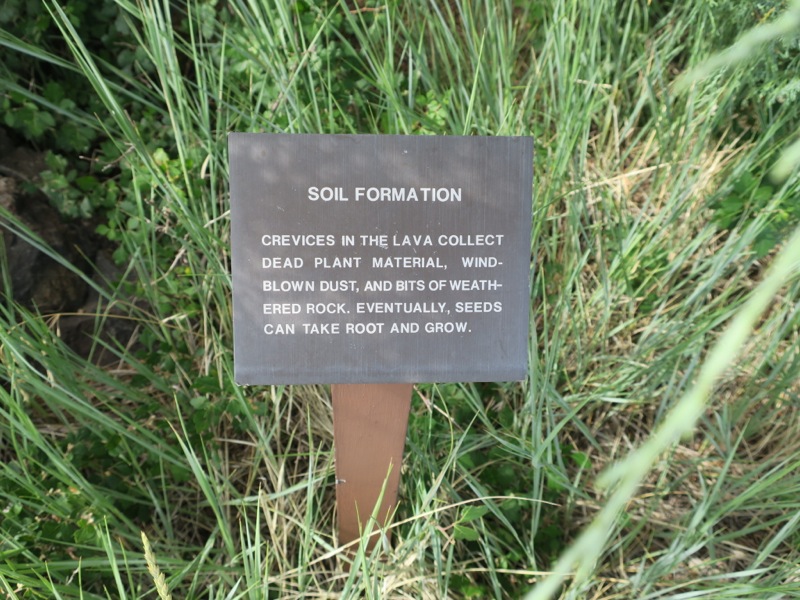 SOIL FORMATION
CREVICES IN THE LAVA COLLECT
DEAD PLANT MATERIAL, WIND-
BLOWN DUST, AND BITS OF WEATH-
ERED ROCK. EVENTUALLY, SEEDS
CAN TAKE ROOT AND GROW.